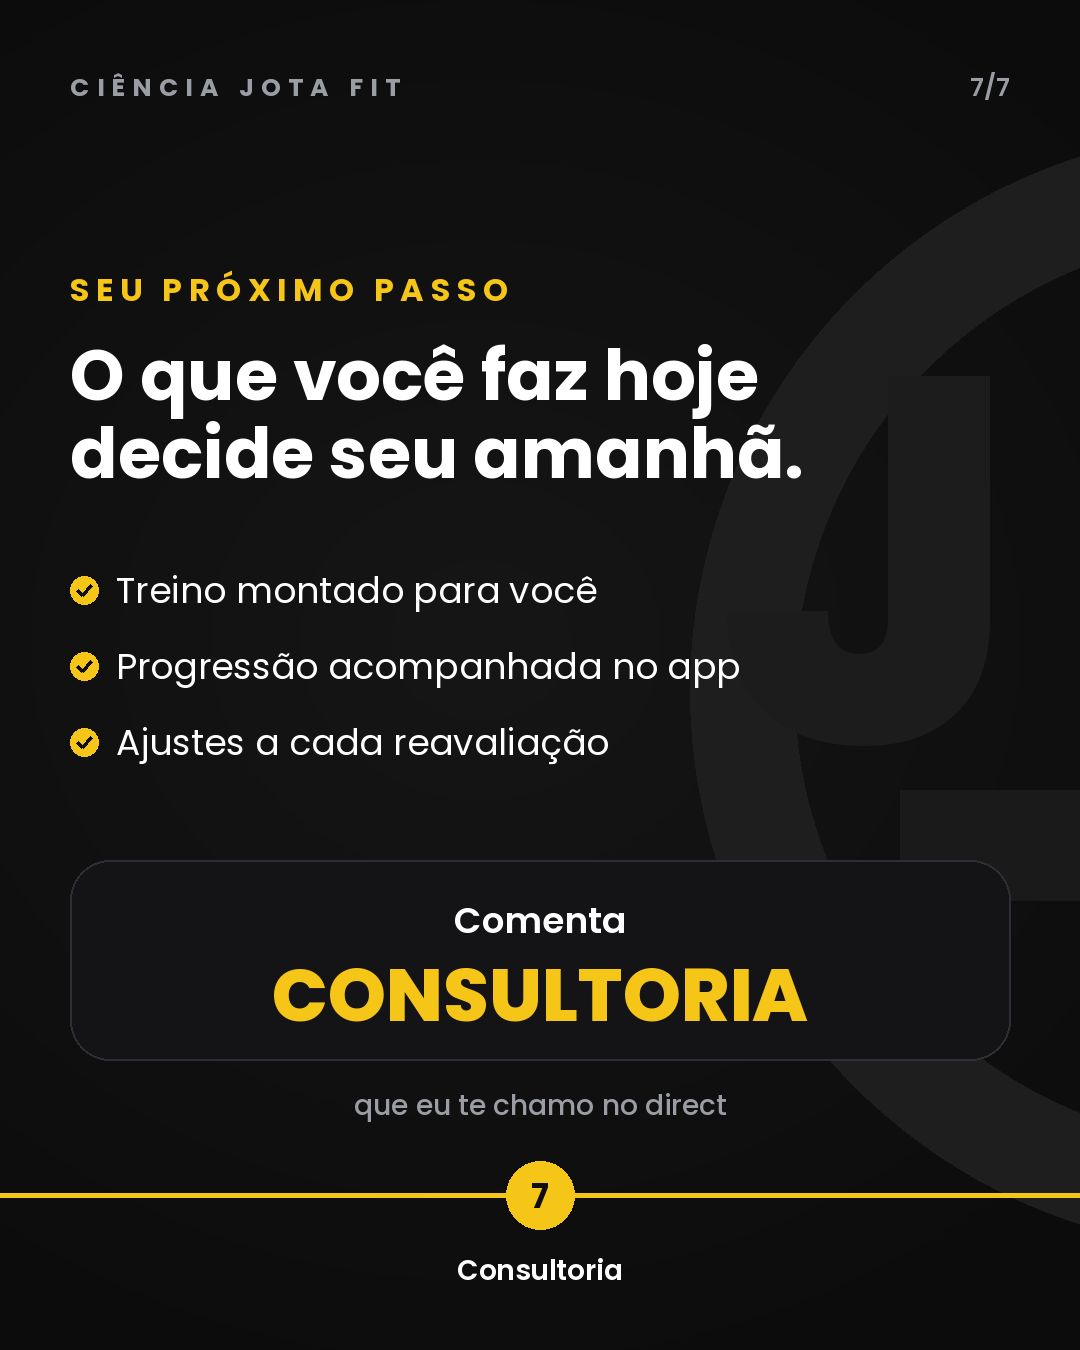 CIÊNCIA JOTA FIT
7/7
SEU PRÓXIMO PASSO
O que você faz hoje
decide seu amanhã.
Treino montado para você
Progressão acompanhada no app
Ajustes a cada reavaliação
Comenta
CONSULTORIA
que eu te chamo no direct
7
Consultoria